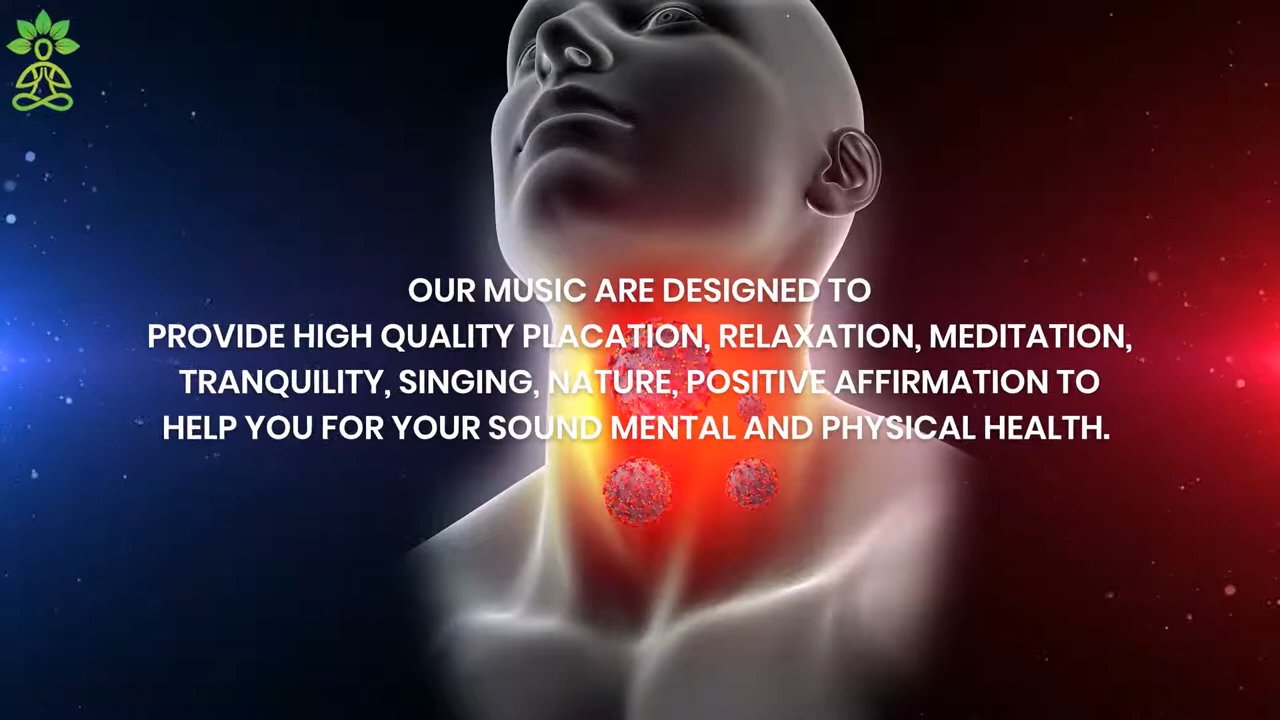 OUR MUSIC ARE DESIGNED TO
PROVIDE HIGH QUALITY PLACATION, RELAXATION, MEDITATION,
TRANQUILITY, SINGING, NATURE, POSITIVE AFFIRMATION TO
HELP YOU FOR YOUR SOUND MENTAL AND PHYSICAL HEALTH.